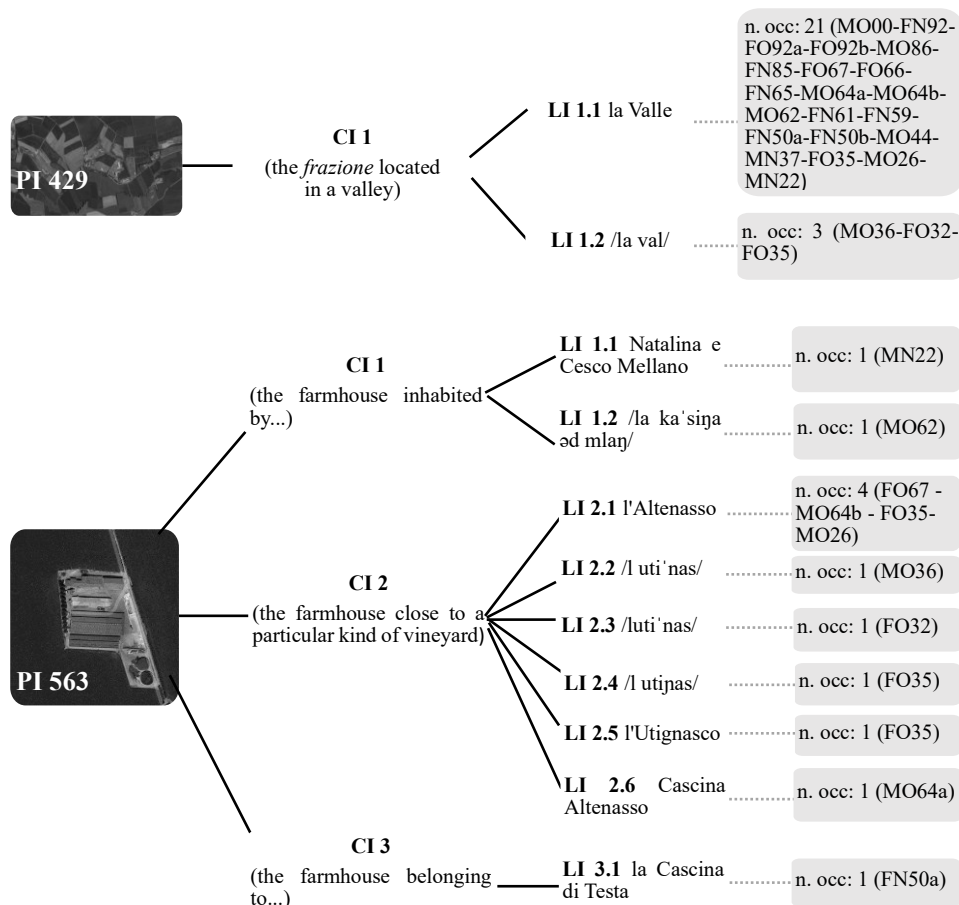 PI 429
CI 1
(the frazione located
in a valley)
LI 1.1 la Valle
n. occ: 21 (MO00-FN92-
FO92a-FO92b-MO86-
FN85-FO67-FO66-
FN65-MO64a-MO64b-
MO62-FN61-FN59-
FN50a-FN50b-MO44-
MN37-FO35-MO26-
MN22)
LI 1.2 /la val/
n. occ: 3 (MO36-FO32-
FO35)
PI 563
CI 1
(the farmhouse inhabited
by...)
LI 1.1 Natalina e
Cesco Mellano
n. occ: 1 (MN22)
LI 1.2 /la kaˈsiŋa
əd mlaŋ/
n. occ: 1 (MO62)
CI 2
(the farmhouse close to a
particular kind of vineyard)
LI 2.1 l'Altenasso
n. occ: 4 (FO67 -
MO64b - FO35-
MO26)
LI 2.2 /l utiˈnas/
n. occ: 1 (MO36)
LI 2.3 /lutiˈnas/
n. occ: 1 (FO32)
LI 2.4 /l utiɲas/
n. occ: 1 (FO35)
LI 2.5 l'Utignasco
n. occ: 1 (FO35)
LI 2.6 Cascina
Altenasso
n. occ: 1 (MO64a)
CI 3
(the farmhouse belonging
to...)
LI 3.1 la Cascina
di Testa
n. occ: 1 (FN50a)